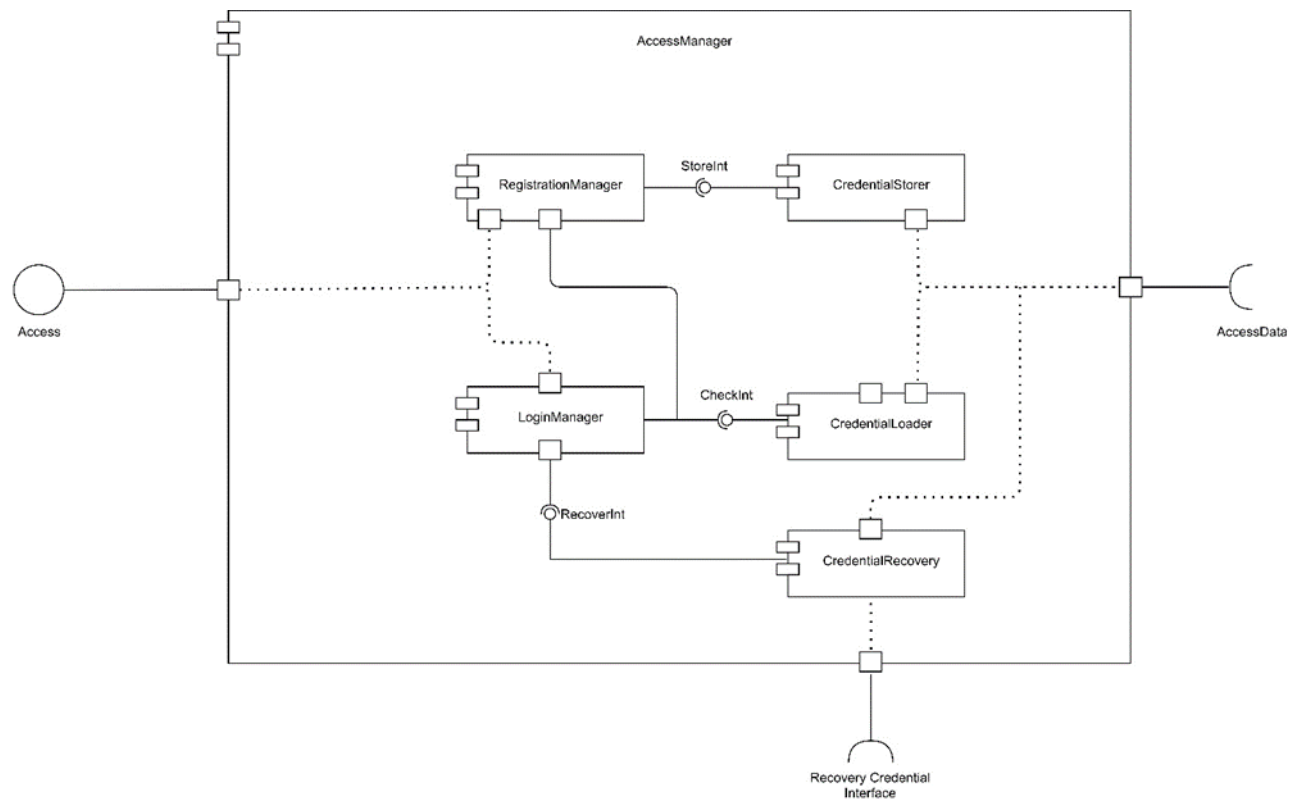 AccessManager
StoreInt
RegistrationManager
CredentialStorer
Access
AccessData
CheckInt
LoginManager
CredentialLoader
RecoverInt
CredentialRecovery
Recovery Credential
Interface